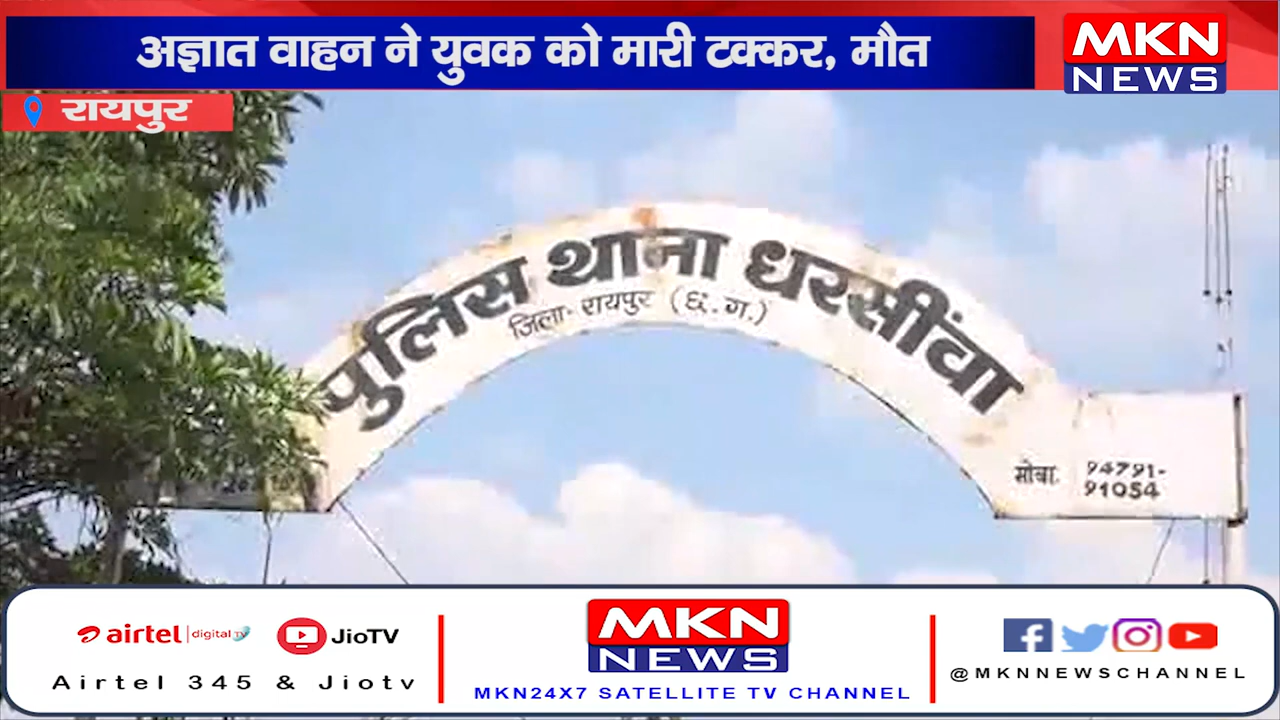 अज्ञात वाहन ने युवक को मारी टक्कर, मौत
MKN
NEWS
रायपुर
पुलिस थाना धरसींवा
जिला- रायपुर (छ.ग.)
मोबा. 94791-
91054
airtel digital TV
JioTV
Airtel 345 & Jiotv
MKN
NEWS
MKN24X7 SATELLITE TV CHANNEL
@MKNNEWSCHANNEL